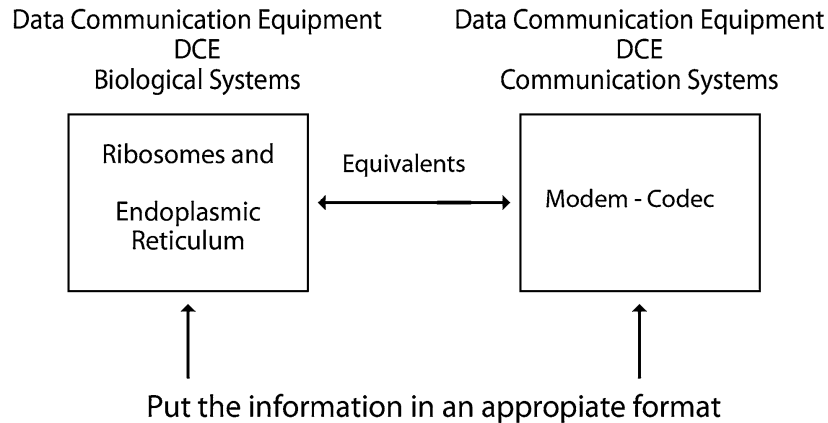 Data Communication Equipment
DCE
Biological Systems
Data Communication Equipment
DCE
Communication Systems
Ribosomes and
Endoplasmic
Reticulum
Equivalents
Modem - Codec
Put the information in an appropiate format